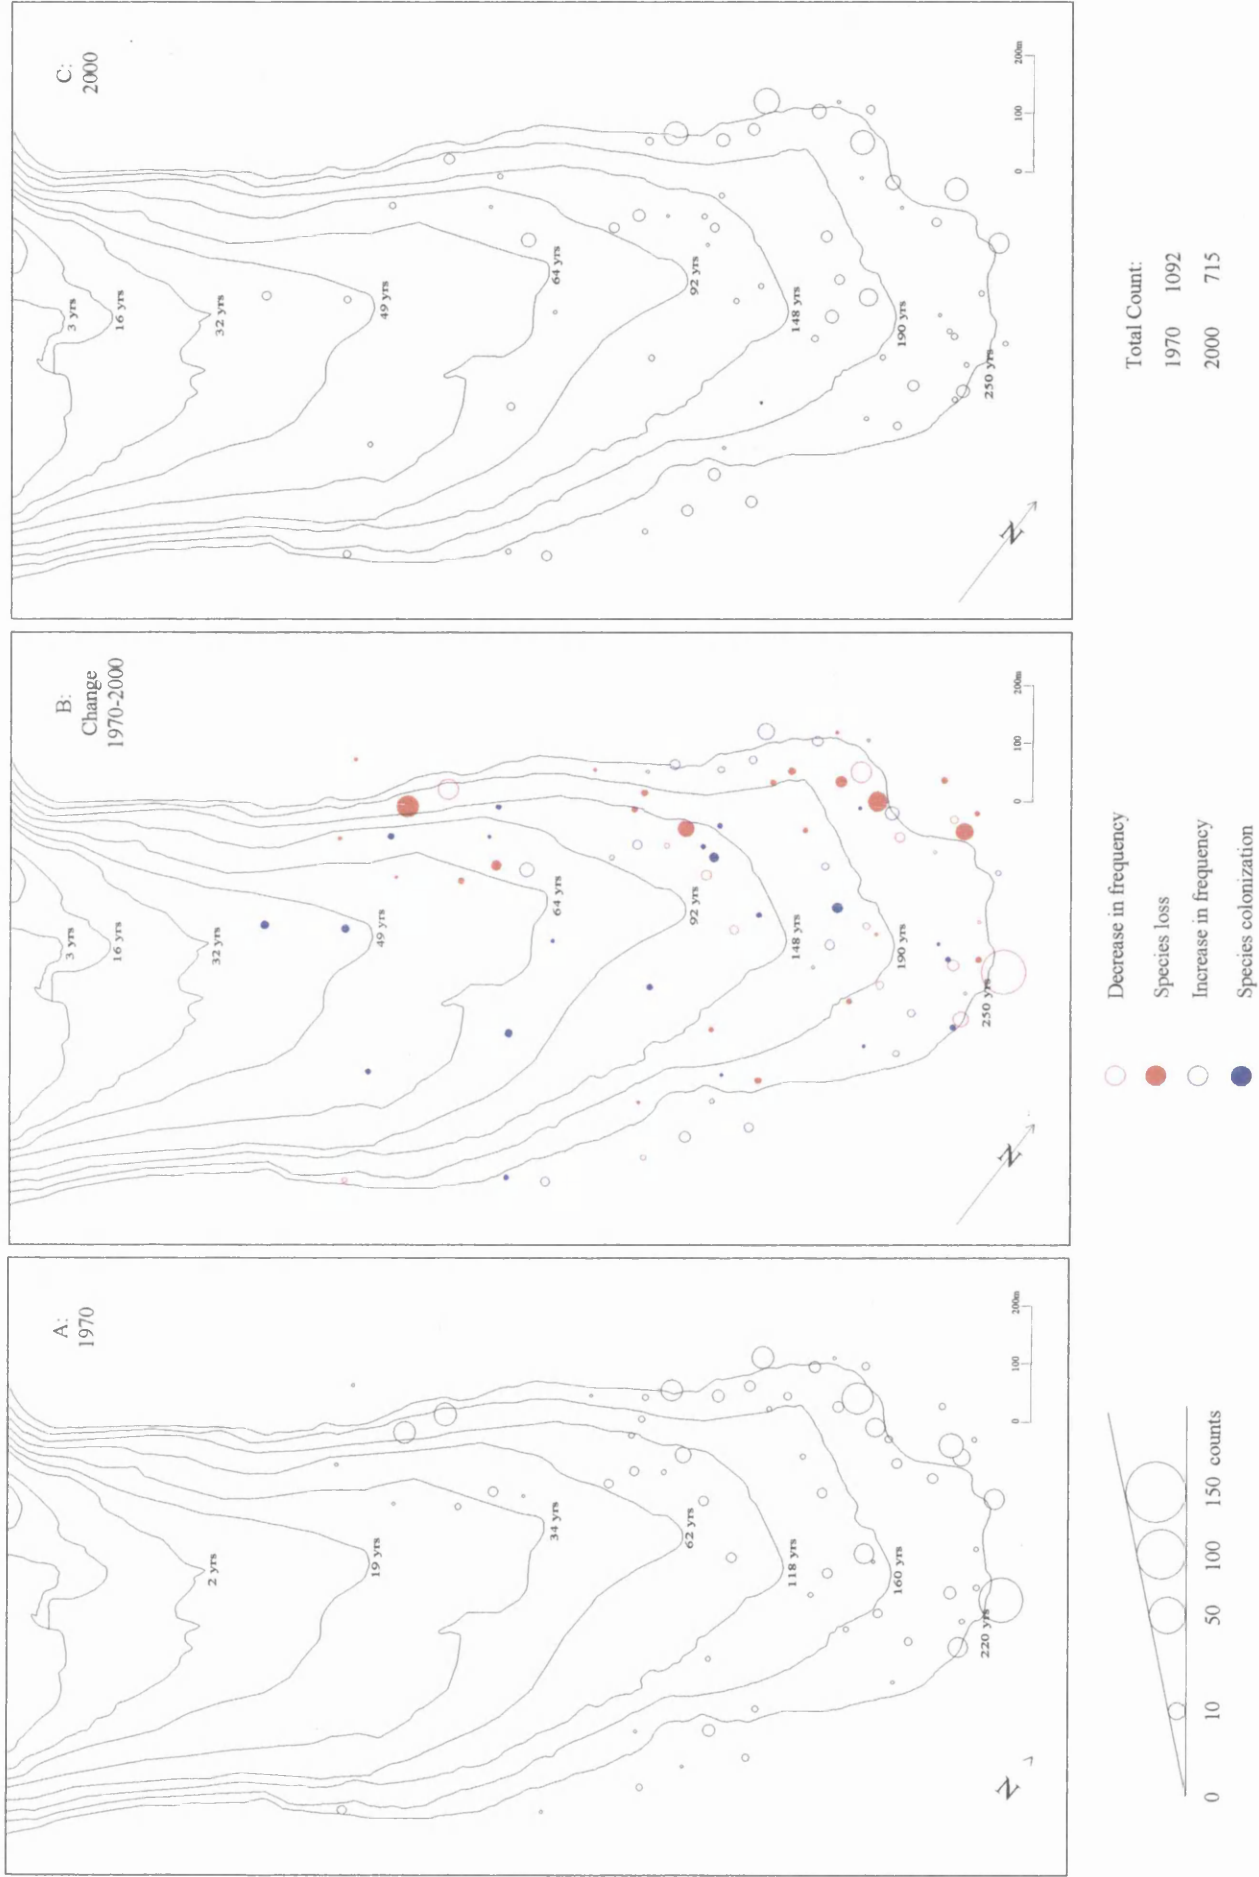 A:
1970
2 yrs
19 yrs
34 yrs
62 yrs
118 yrs
160 yrs
220 yrs
N
100
200m
0
B:
Change
1970-2000
3 yrs
16 yrs
32 yrs
49 yrs
64 yrs
92 yrs
148 yrs
190 yrs
250 yrs
N
0
100
200m
C:
2000
3 yrs
16 yrs
32 yrs
49 yrs
64 yrs
92 yrs
148 yrs
190 yrs
250 yrs
N
0
100
200m
0 10 50 100 150 counts
Decrease in frequency
Species loss
Increase in frequency
Species colonization
Total Count:
1970 1092
2000 715